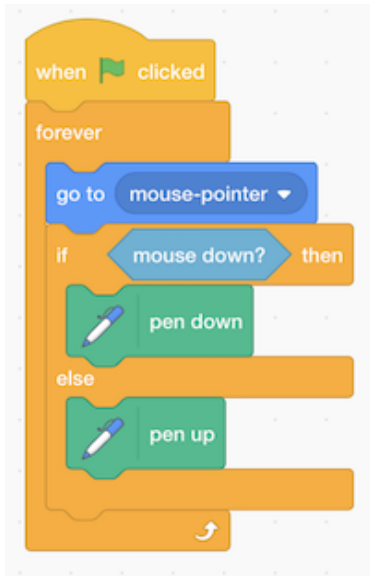 when clicked
forever
go to mouse-pointer
if mouse down? then
pen down
else
pen up